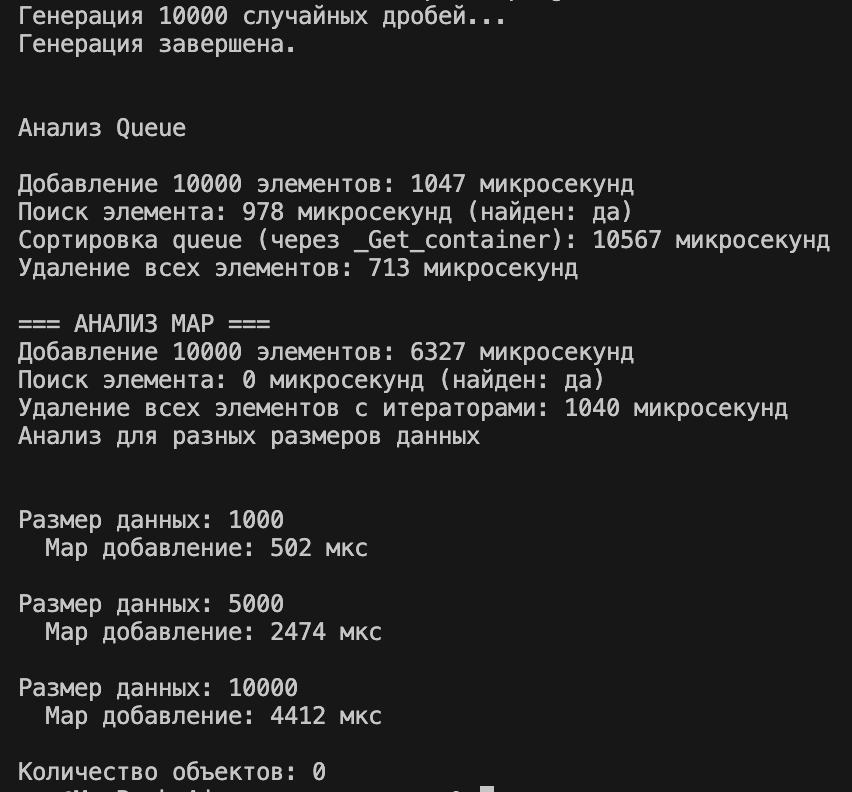 Генерация 10000 случайных дробей...
Генерация завершена.
Анализ Queue
Добавление 10000 элементов: 1047 микросекунд
Поиск элемента: 978 микросекунд (найден: да)
Сортировка queue (через _Get_container): 10567 микросекунд
Удаление всех элементов: 713 микросекунд
=== АНАЛИЗ MAP ===
Добавление 10000 элементов: 6327 микросекунд
Поиск элемента: 0 микросекунд (найден: да)
Удаление всех элементов с итераторами: 1040 микросекунд
Анализ для разных размеров данных
Размер данных: 1000
Map добавление: 502 мкс
Размер данных: 5000
Map добавление: 2474 мкс
Размер данных: 10000
Map добавление: 4412 мкс
Количество объектов: 0